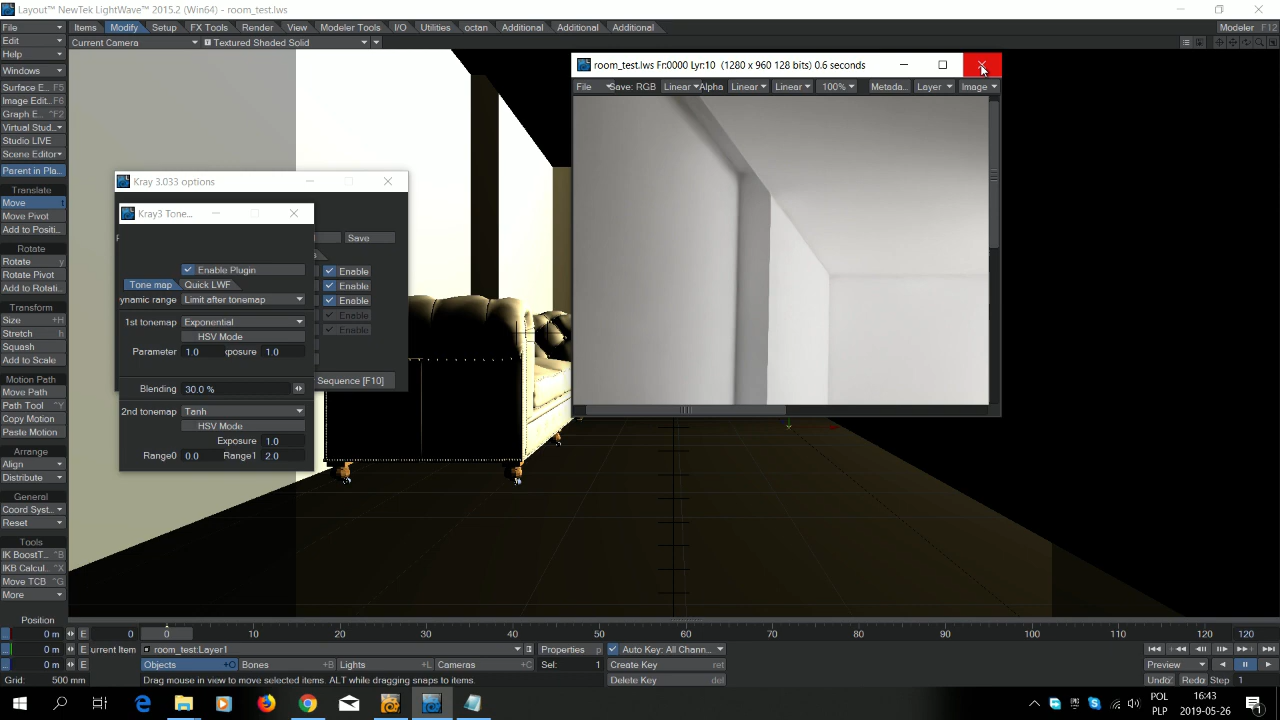 Layout™ NewTek LightWave 2015.2 (Win64) - room_test.lws
File
Items
Modify
Setup
FX Tools
Render
View
Modeler Tools
I/O
Utilities
octan
Additional
Additional
Additional
Modeler F12
Edit
Current Camera
Textured Shaded Solid
Help
Windows
Surface E... F5
Image Edit... F6
Graph E... ^F2
Virtual Stud...
Studio LIVE
Scene Editor
Parent in Pla...
Translate
Move t
Move Pivot
Add to Positi...
Rotate
Rotate y
Rotate Pivot
Add to Rotati...
Transform
Size +H
Stretch h
Squash
Add to Scale
Motion Path
Move Path
Path Tool ^Y
Copy Motion
Paste Motion
Arrange
Align
Distribute
General
Coord Sys...
Reset
Tools
IK BoostT... ^B
IKB Calcul... ^X
Move TCB ^G
More
room_test.lws Fr:0000 Lyr:10 (1280 x 960 128 bits) 0.6 seconds
File
Save: RGB
Linear
Alpha
Linear
Linear
100%
Metada...
Layer
Image
Kray 3.033 options
Save
Enable
Enable
Enable
Enable
Enable
Sequence [F10]
Kray3 Tone...
Enable Plugin
Tone map
Quick LWF
ynamic range Limit after tonemap
1st tonemap Exponential
HSV Mode
Parameter 1.0 xposure 1.0
Blending 30.0 %
2nd tonemap Tanh
HSV Mode
Exposure 1.0
Range0 0.0 Range1 2.0
Position
0 m E 0 0 10 20 30 40 50 60 70 80 90 100 110 120 120
0 m E urrent Item room_test:Layer1 Properties p Auto Key: All Chann...
0 m E Objects +O Bones +B Lights +L Cameras +C Sel: 1 Create Key ret Preview
Grid: 500 mm Drag mouse in view to move selected items. ALT while dragging snaps to items. Delete Key del Undo Redo Step 1
POL
PLP
16:43
2019-05-26
1